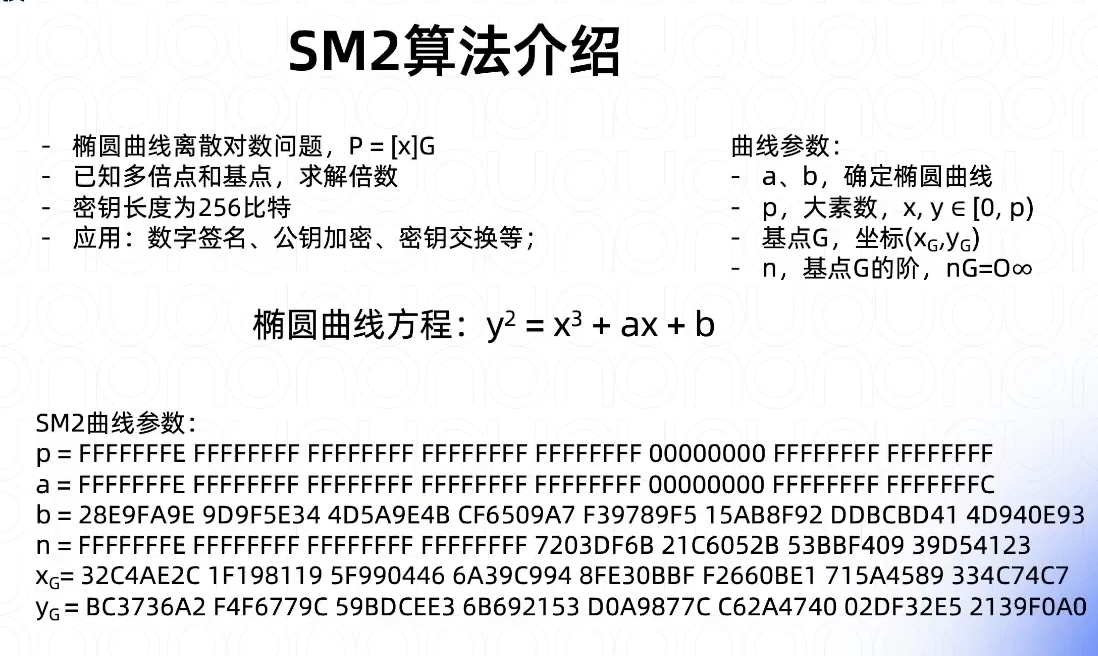 SM2算法介绍
- 椭圆曲线离散对数问题，P = [x]G
- 已知多倍点和基点，求解倍数
- 密钥长度为256比特
- 应用：数字签名、公钥加密、密钥交换等；
曲线参数：
- a、b，确定椭圆曲线
- p，大素数，x, y ∈ [0, p)
- 基点G，坐标(xG,yG)
- n，基点G的阶，nG=O∞
椭圆曲线方程：y² = x³ + ax + b
SM2曲线参数：
p = FFFFFFFE FFFFFFFF FFFFFFFF FFFFFFFF FFFFFFFF 00000000 FFFFFFFF FFFFFFFF
a = FFFFFFFE FFFFFFFF FFFFFFFF FFFFFFFF FFFFFFFF 00000000 FFFFFFFF FFFFFFFC
b = 28E9FA9E 9D9F5E34 4D5A9E4B CF6509A7 F39789F5 15AB8F92 DDBCBD41 4D940E93
n = FFFFFFFE FFFFFFFF FFFFFFFF FFFFFFFF 7203DF6B 21C6052B 53BBF409 39D54123
xG= 32C4AE2C 1F198119 5F990446 6A39C994 8FE30BBF F2660BE1 715A4589 334C74C7
yG = BC3736A2 F4F6779C 59BDCEE3 6B692153 D0A9877C C62A4740 02DF32E5 2139F0A0